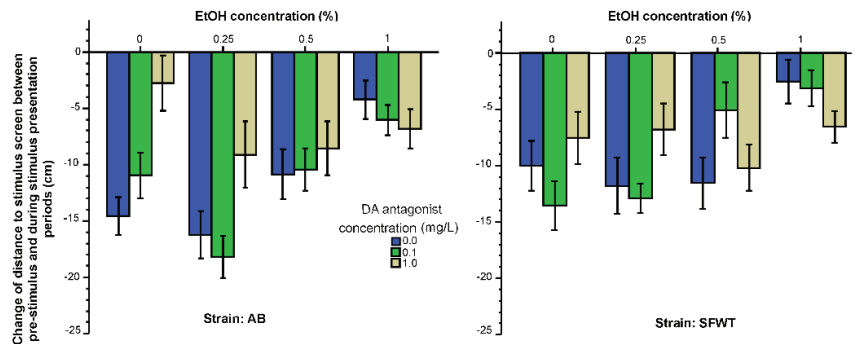 EtOH concentration (%)
0 0.25 0.5 1
0
-5
-10
-15
-20
-25
Change of distance to stimulus screen between
pre-stimulus and during stimulus presentation
periods (cm)
DA antagonist
concentration (mg/L)
0.0
0.1
1.0
Strain: AB
EtOH concentration (%)
0 0.25 0.5 1
0
-5
-10
-15
-20
-25
Strain: SFWT